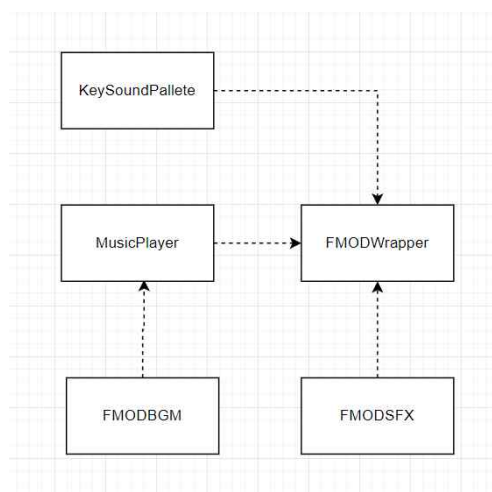 KeySoundPallete
MusicPlayer
FMODWrapper
FMODBGM
FMODSFX